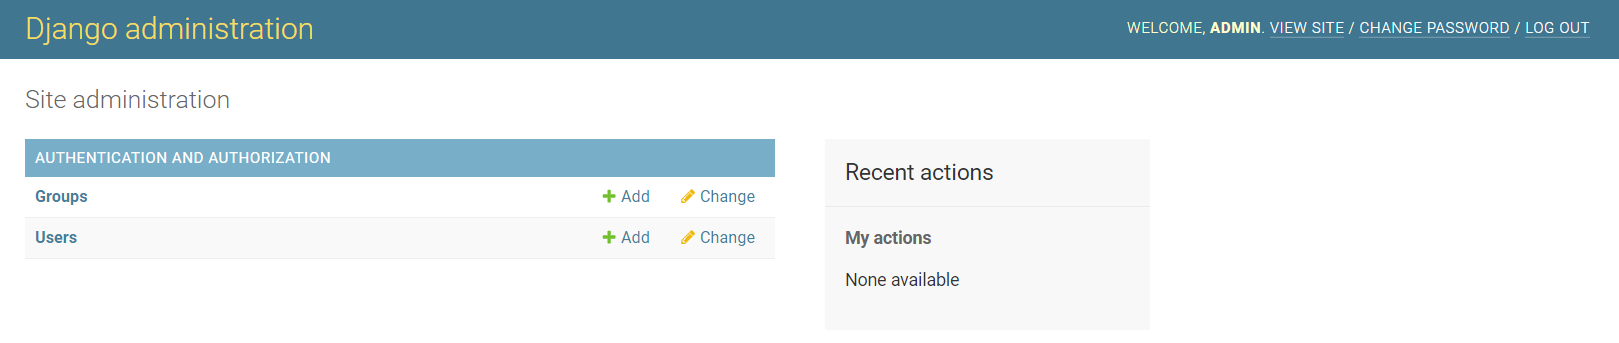 Django administration
WELCOME, ADMIN. VIEW SITE / CHANGE PASSWORD / LOG OUT
Site administration
AUTHENTICATION AND AUTHORIZATION
Groups Add Change
Users Add Change
Recent actions
My actions
None available